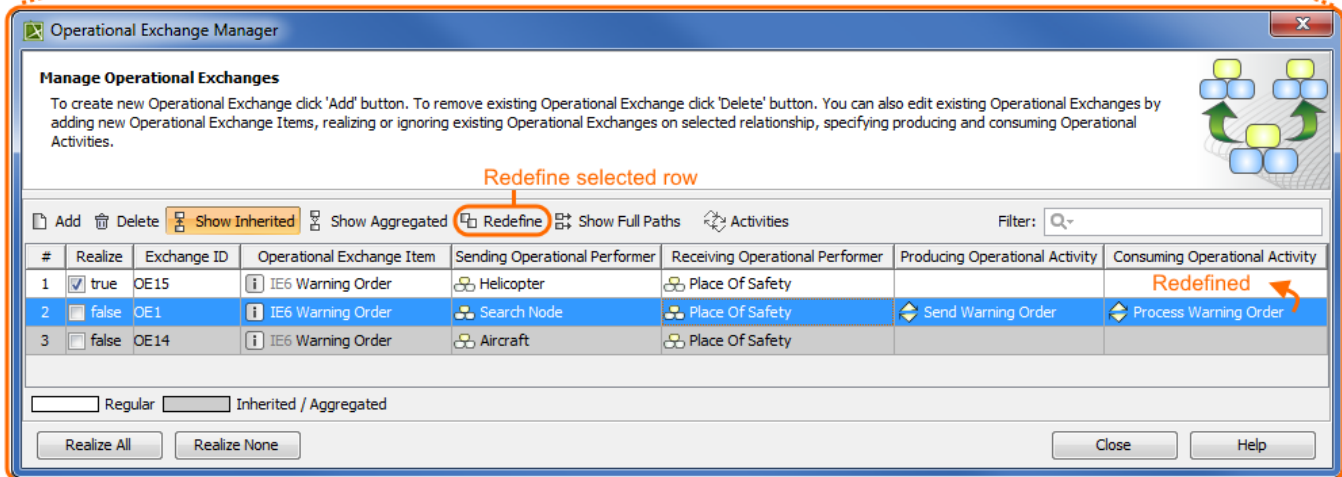 Operational Exchange Manager
x
Manage Operational Exchanges
To create new Operational Exchange click 'Add' button. To remove existing Operational Exchange click 'Delete' button. You can also edit existing Operational Exchanges by
adding new Operational Exchange Items, realizing or ignoring existing Operational Exchanges on selected relationship, specifying producing and consuming Operational
Activities.
Redefine selected row
Add Delete Show Inherited Show Aggregated Redefine Show Full Paths Activities Filter:
# Realize Exchange ID Operational Exchange Item Sending Operational Performer Receiving Operational Performer Producing Operational Activity Consuming Operational Activity
1 true OE15 i IE6 Warning Order Helicopter Place Of Safety Redefined
2 false OE1 i IE6 Warning Order Search Node Place Of Safety Send Warning Order Process Warning Order
3 false OE14 i IE6 Warning Order Aircraft Place Of Safety
Regular Inherited / Aggregated
Realize All Realize None Close Help